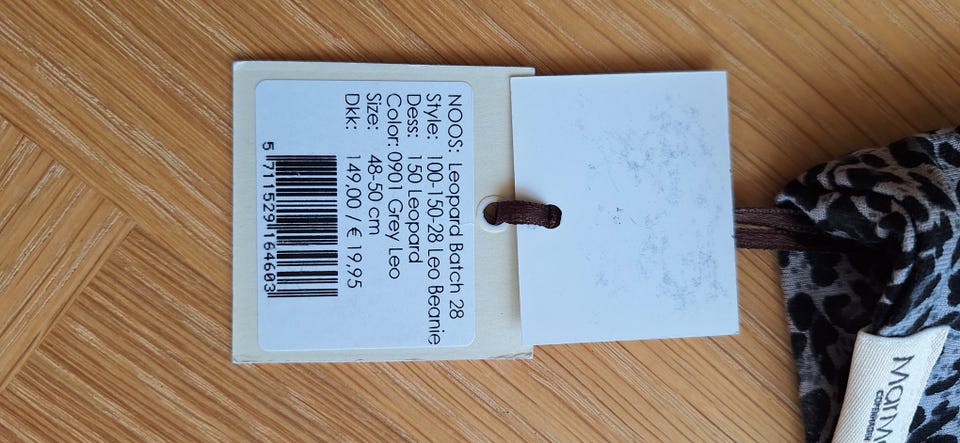 NOOS: Leopard Batch 28
Style: 100-150-28 Leo Beanie
Dess: 150 Leopard
Color: 0901 Grey Leo
Size: 48-50 cm
Dkk: 149,00 / € 19,95
5 711529 164603